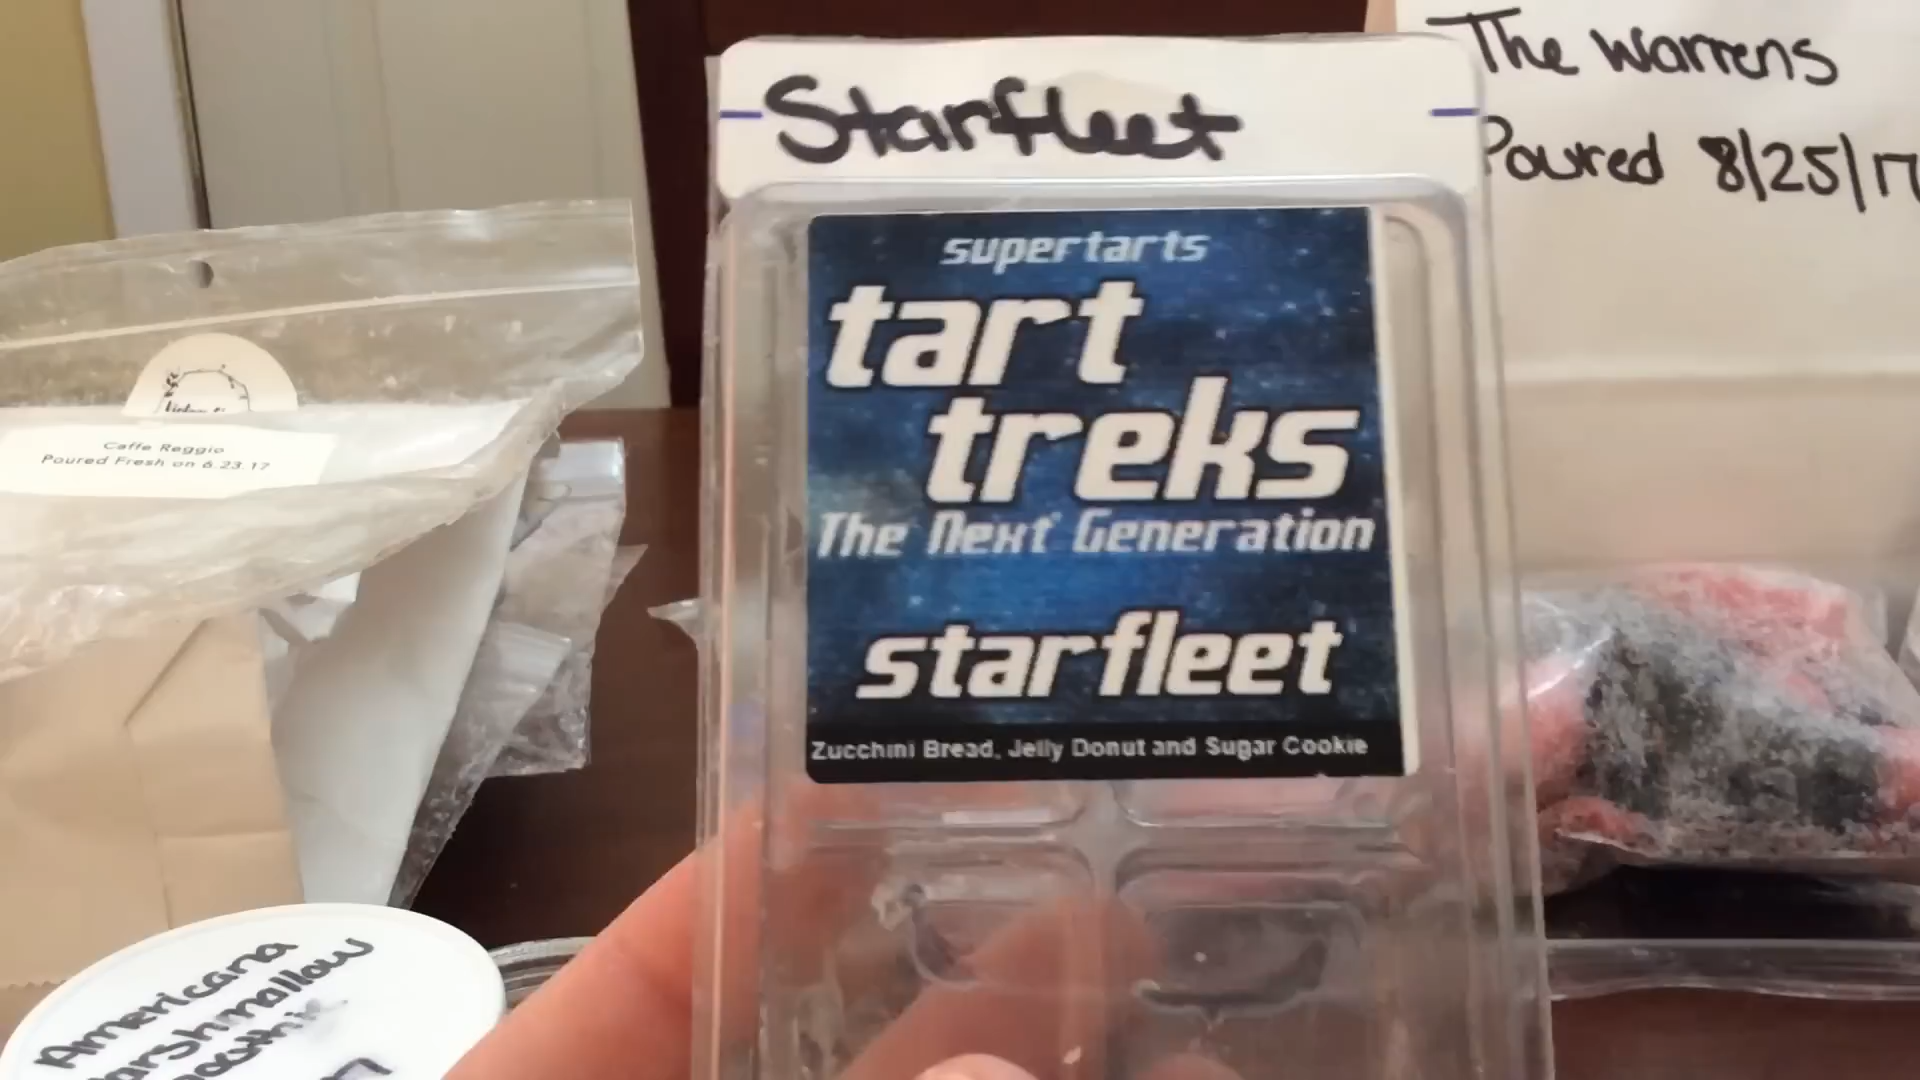 The Warrens
Poured 8/25/17
Starfleet
supertarts
tart
treks
The Next Generation
starfleet
Zucchini Bread, Jelly Donut and Sugar Cookie
Caffe Reggio
Poured Fresh on 6.23.17
Americana
Marshmallow